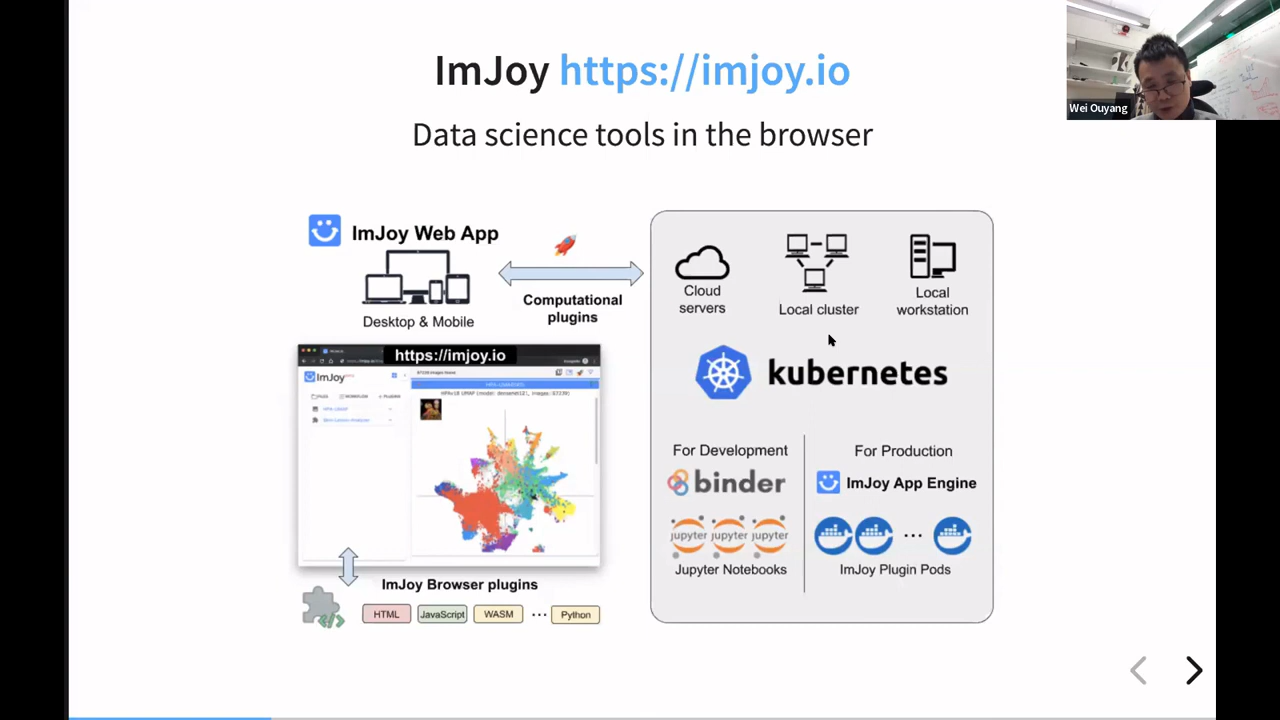 ImJoy https://imjoy.io
Data science tools in the browser
Wei Ouyang
ImJoy Web App
Desktop & Mobile
Computational
plugins
https://imjoy.io
ImJoy
ImJoy Browser plugins
HTML
JavaScript
WASM
...
Python
Cloud
servers
Local cluster
Local
workstation
kubernetes
For Development
binder
jupyter jupyter jupyter
Jupyter Notebooks
For Production
ImJoy App Engine
...
ImJoy Plugin Pods